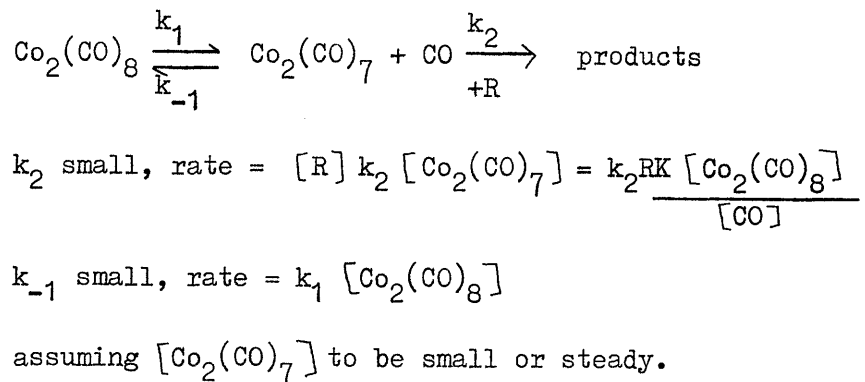 Co₂(CO)₈ ⇌ Co₂(CO)₇ + CO → products
k₁ k₋₁ k₂ +R
k₂ small, rate = [R] k₂ [Co₂(CO)₇] = k₂RK [Co₂(CO)₈] / [CO]
k₋₁ small, rate = k₁ [Co₂(CO)₈]
assuming [Co₂(CO)₇] to be small or steady.